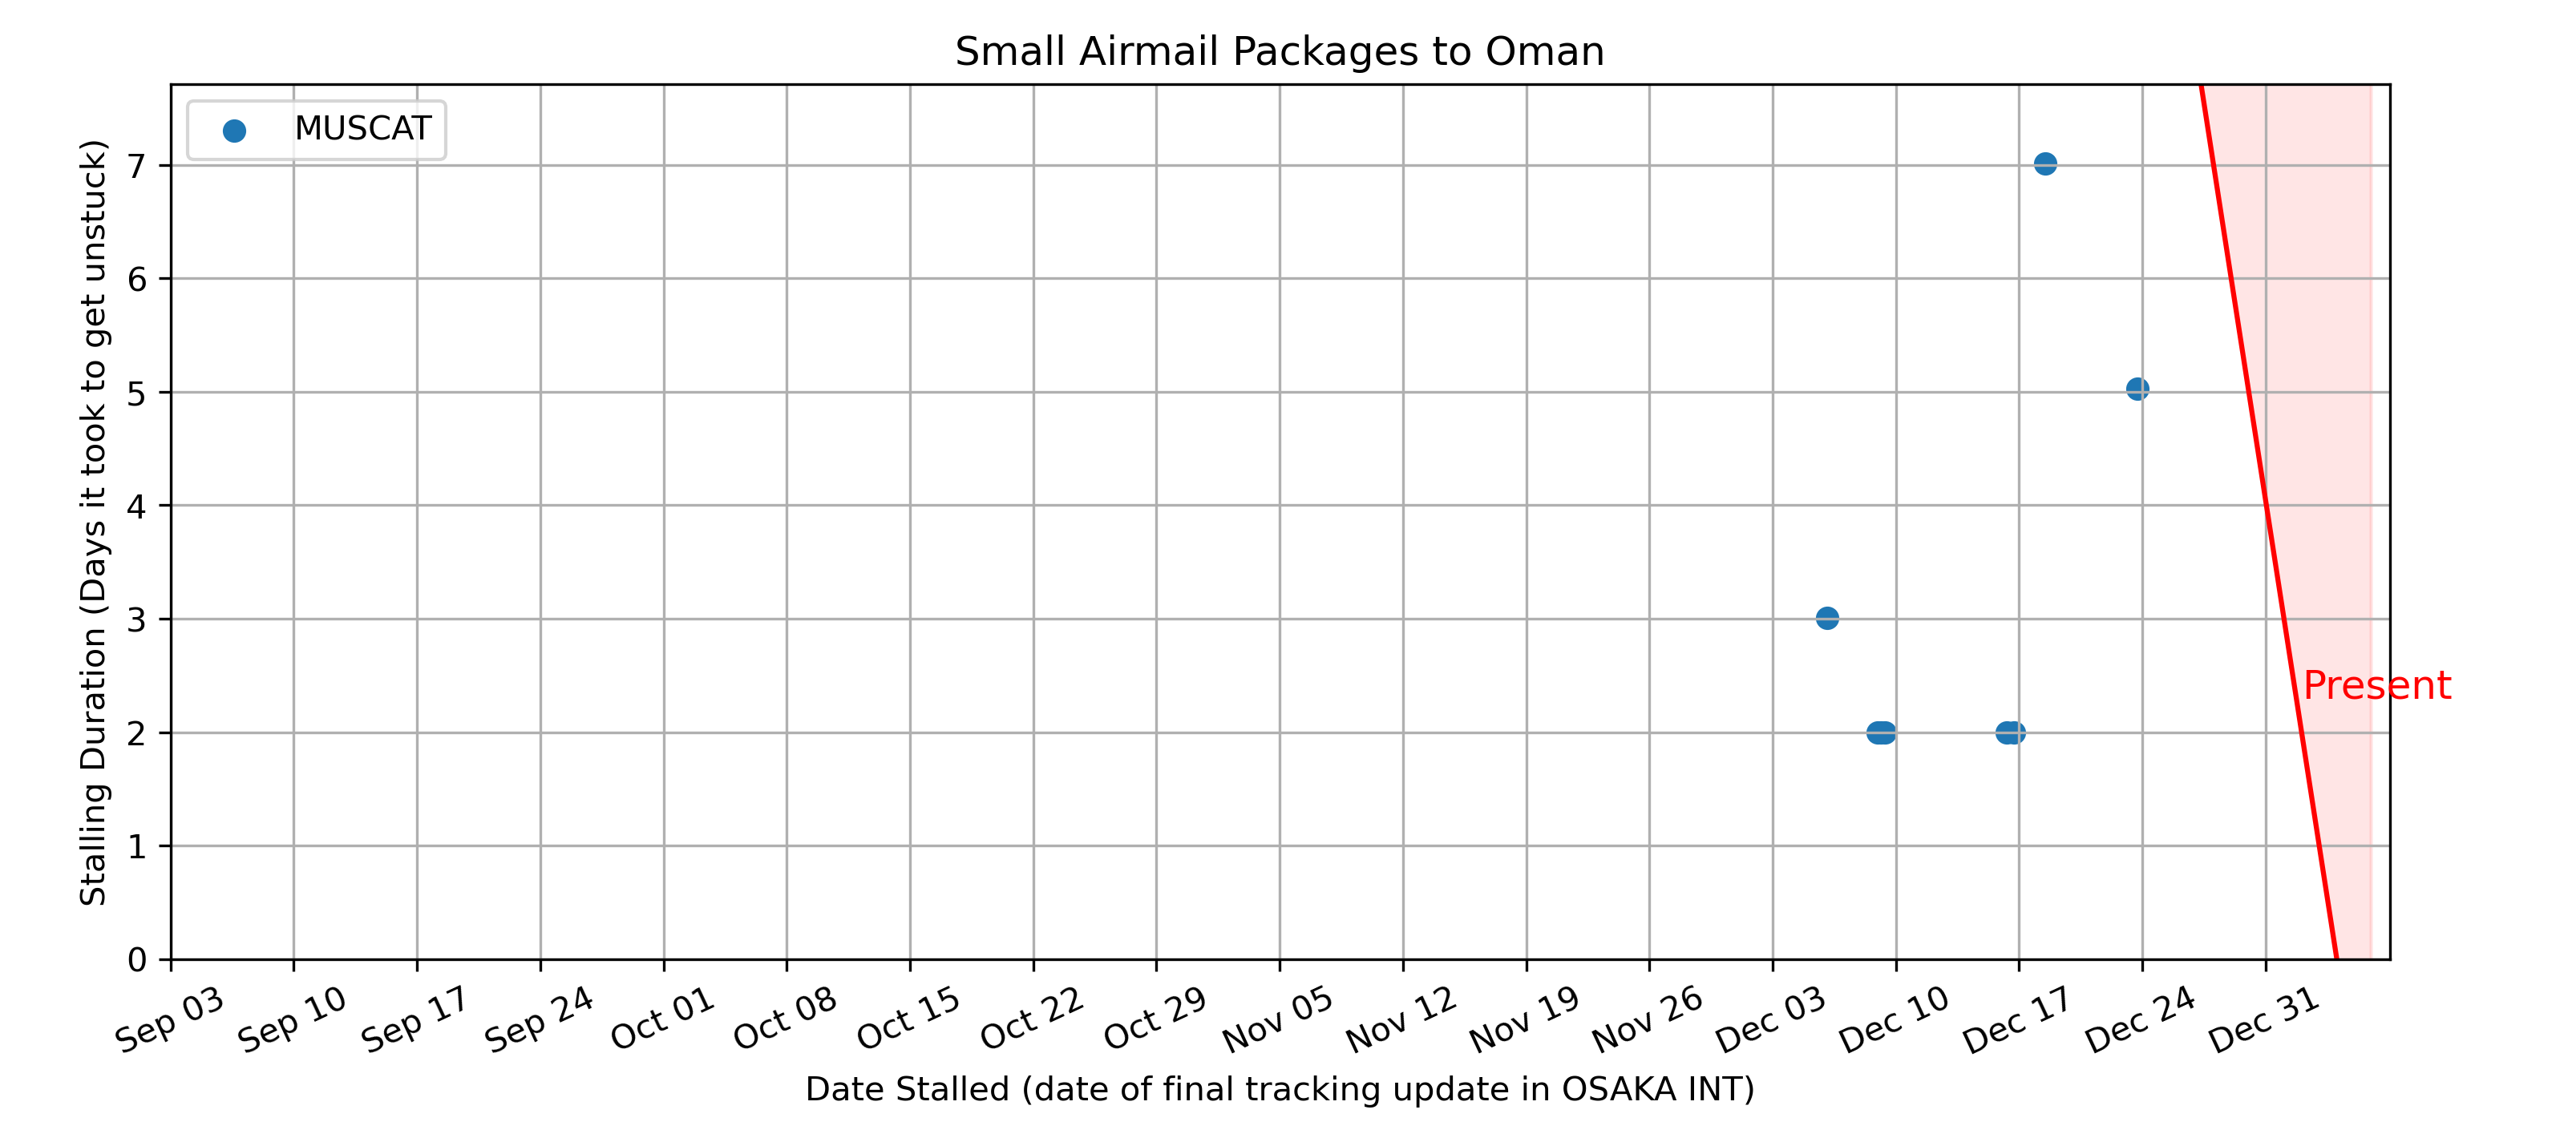 Small Airmail Packages to Oman
MUSCAT
Stalling Duration (Days it took to get unstuck)
7
6
5
4
3
2
1
0
Present
Sep 03
Sep 10
Sep 17
Sep 24
Oct 01
Oct 08
Oct 15
Oct 22
Oct 29
Nov 05
Nov 12
Nov 19
Nov 26
Dec 03
Dec 10
Dec 17
Dec 24
Dec 31
Date Stalled (date of final tracking update in OSAKA INT)